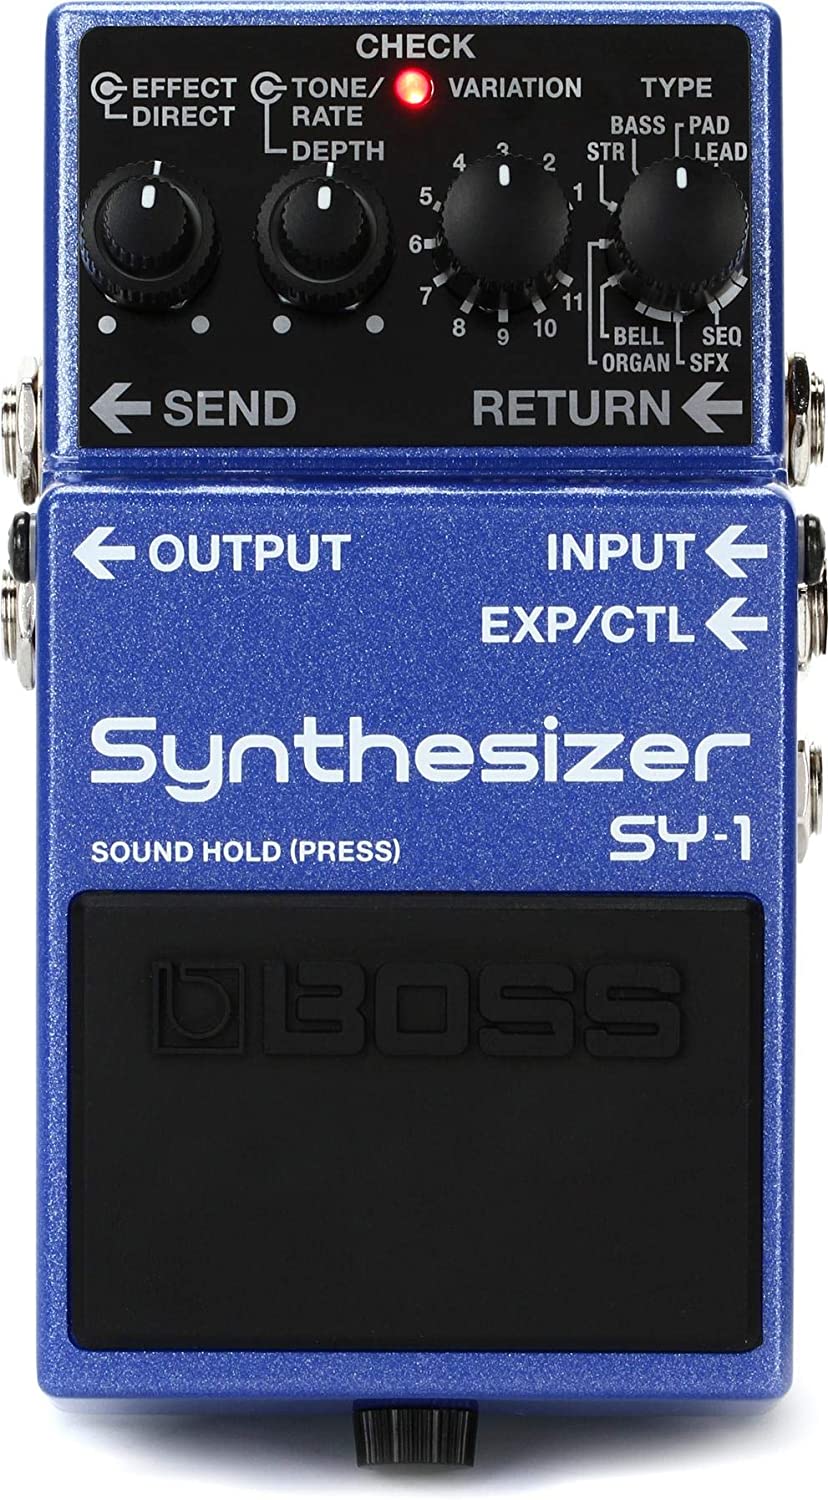 CHECK
EFFECT
DIRECT
TONE/
RATE
DEPTH
VARIATION
TYPE
BASS
PAD
STR
LEAD
4
3
2
5
1
6
7
11
8
9
10
BELL
SEQ
ORGAN
SFX
SEND
RETURN
OUTPUT
INPUT
EXP/CTL
Synthesizer
SY-1
SOUND HOLD (PRESS)
BOSS